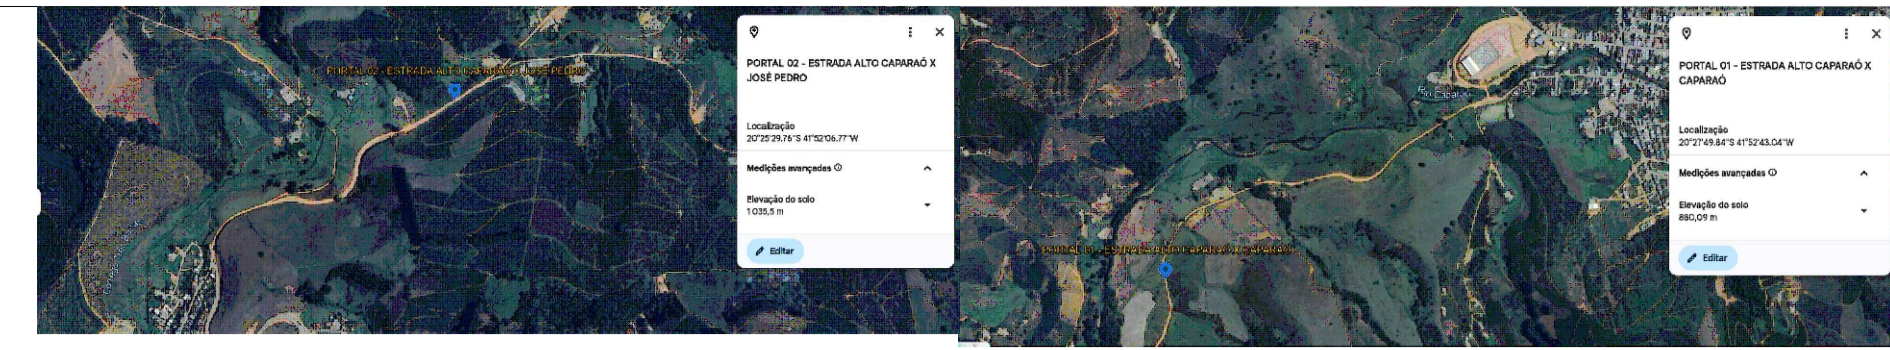 PORTAL 02 - ESTRADA ALTO CAPARAÓ X JOSÉ PEDRO
PORTAL 02 - ESTRADA ALTO CAPARAÓ X
JOSÉ PEDRO
Localização
20°25'29.76"S 41°52'06.77"W
Medições avançadas
Elevação do solo
1 035,5 m
Editar
Rio Caparaó
PORTAL 01 - ESTRADA ALTO CAPARAÓ X CAPARAÓ
PORTAL 01 - ESTRADA ALTO CAPARAÓ X
CAPARAÓ
Localização
20°27'49.84"S 41°52'43.04"W
Medições avançadas
Elevação do solo
880,09 m
Editar